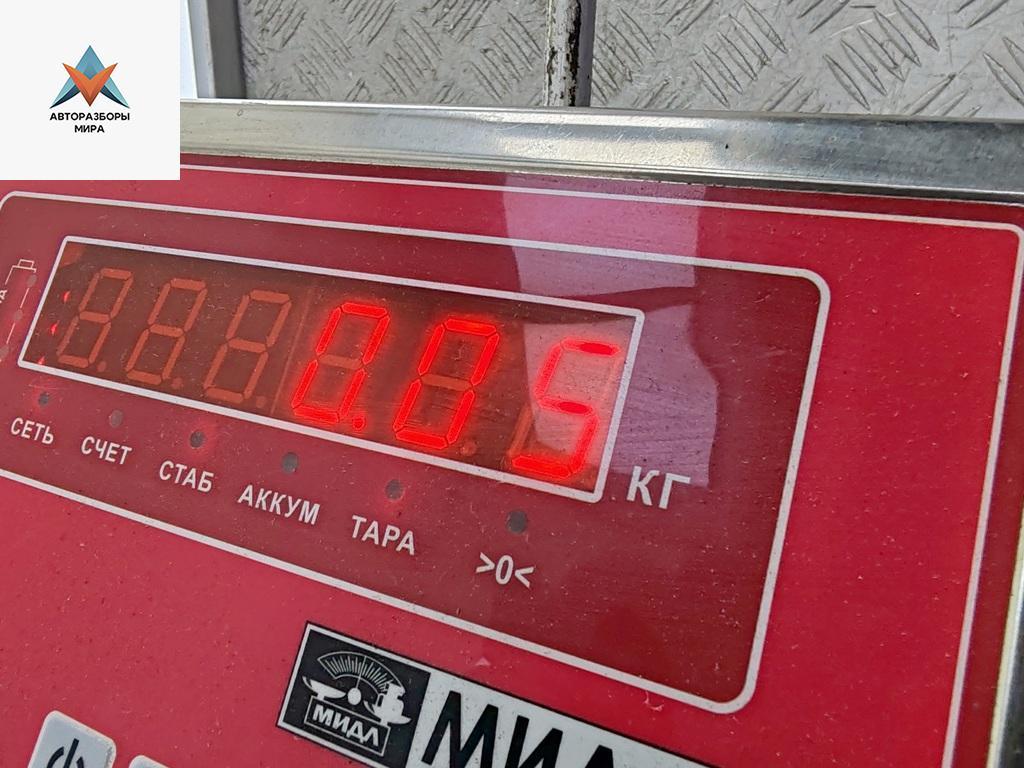 АВТОРАЗБОРЫ
МИРА
0.05
КГ
СЕТЬ СЧЕТ СТАБ АККУМ ТАРА >0<
МИДЛ